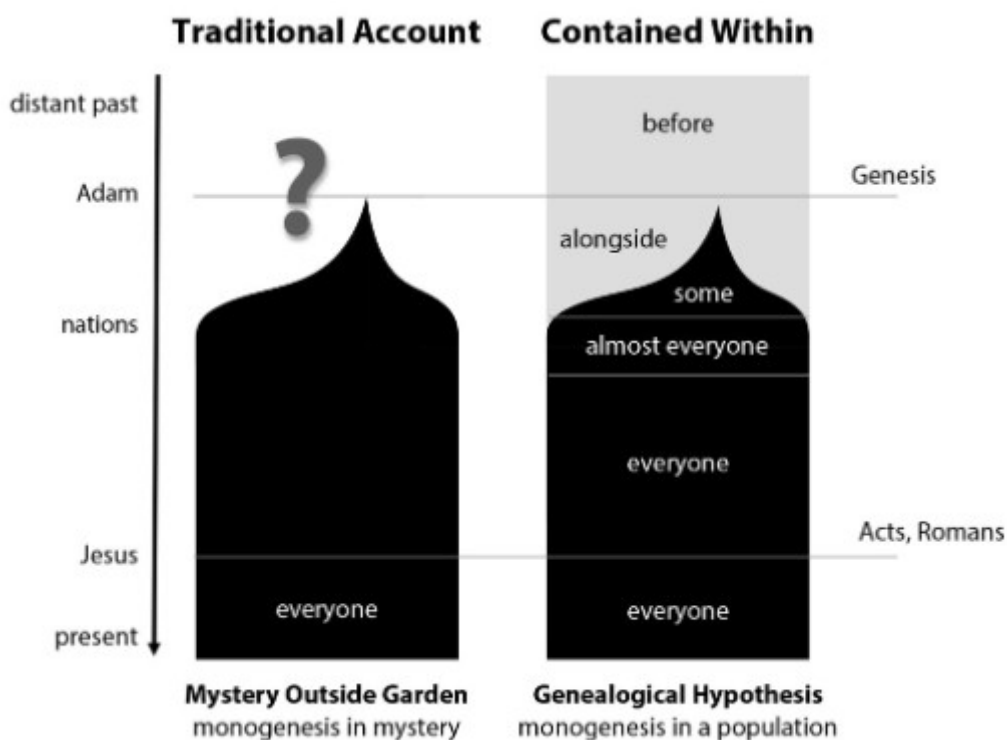 Traditional Account
Contained Within
distant past
before
?
Adam
Genesis
alongside
some
nations
almost everyone
everyone
Jesus
Acts, Romans
everyone
everyone
present
Mystery Outside Garden
monogenesis in mystery
Genealogical Hypothesis
monogenesis in a population